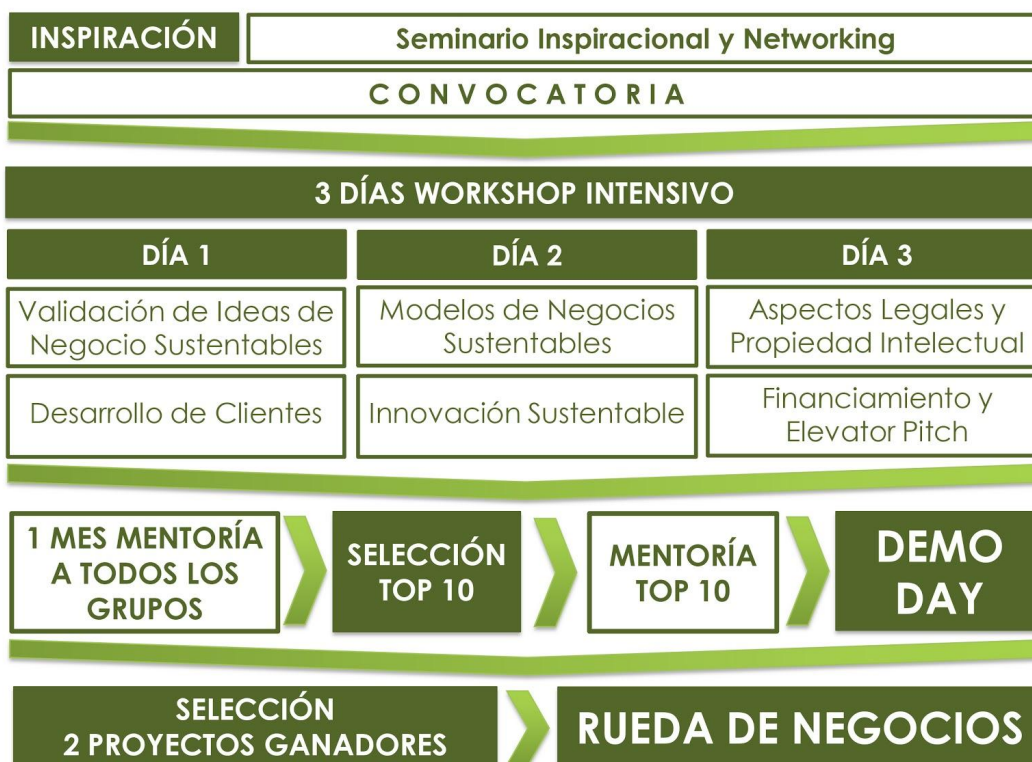 INSPIRACIÓN
Seminario Inspiracional y Networking
CONVOCATORIA
3 DÍAS WORKSHOP INTENSIVO
DÍA 1
DÍA 2
DÍA 3
Validación de Ideas de
Negocio Sustentables
Modelos de Negocios
Sustentables
Aspectos Legales y
Propiedad Intelectual
Desarrollo de Clientes
Innovación Sustentable
Financiamiento y
Elevator Pitch
1 MES MENTORÍA
A TODOS LOS
GRUPOS
SELECCIÓN
TOP 10
MENTORÍA
TOP 10
DEMO
DAY
SELECCIÓN
2 PROYECTOS GANADORES
RUEDA DE NEGOCIOS